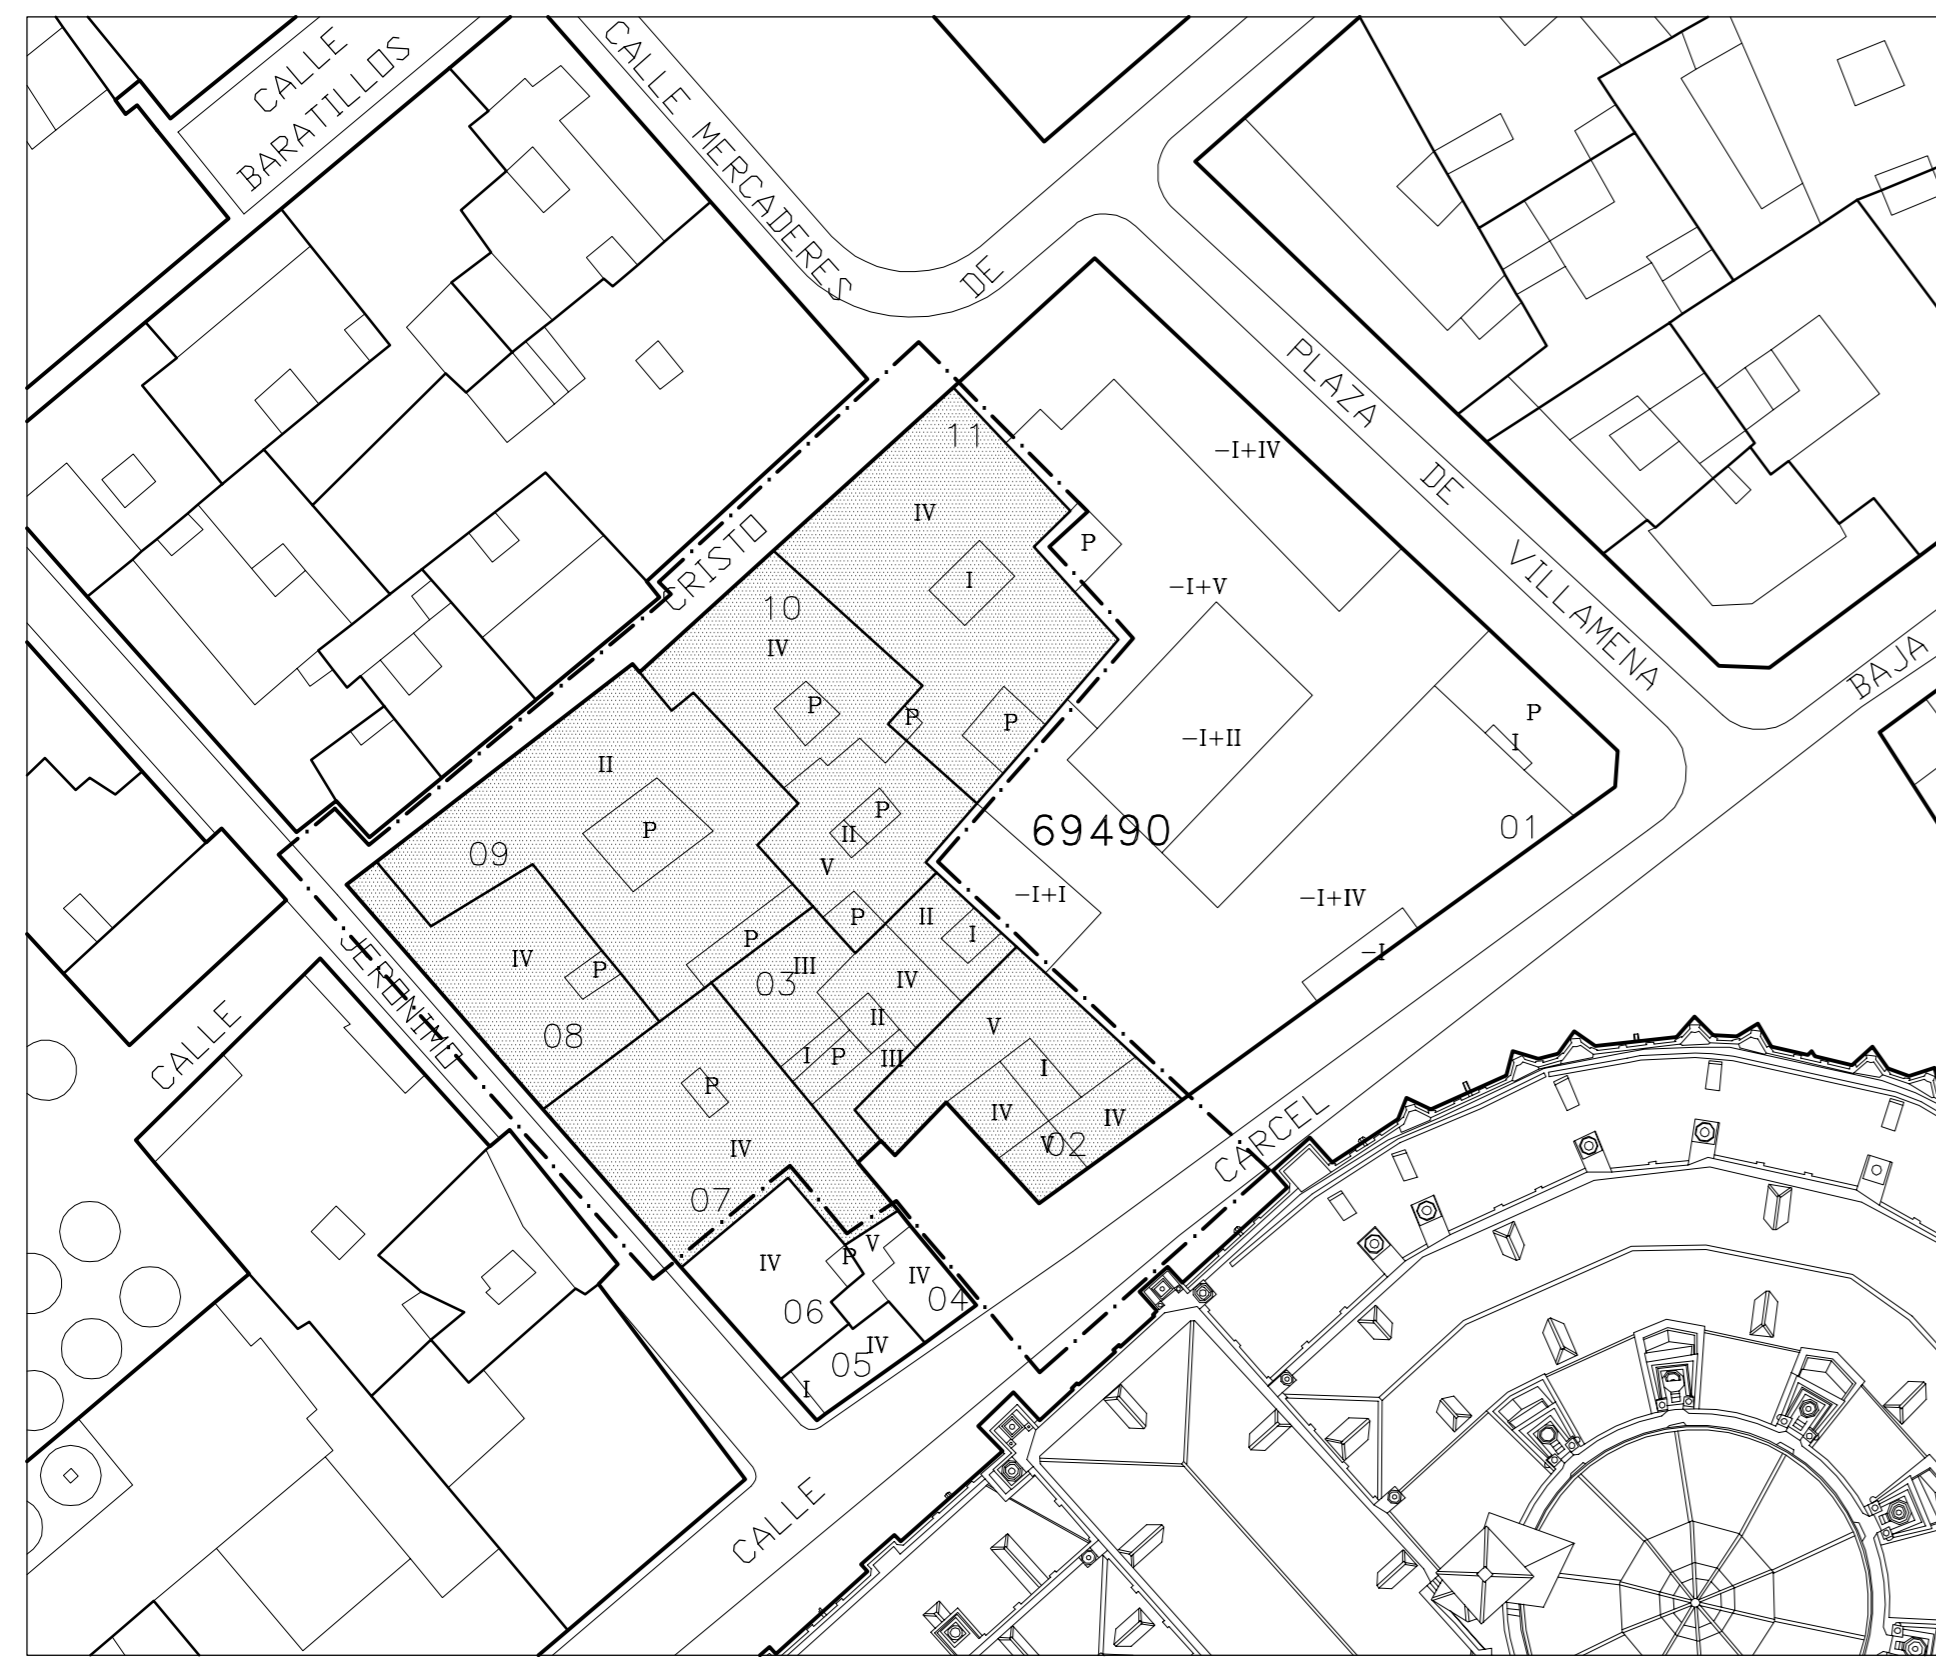 CALLE
BARATILLOS
CALLE MERCADERES
DE
CRISTO
PLAZA
DE
VILLAMENA
BAJA
11
IV
I
P
-I+IV
-I+V
10
IV
P
P
P
-I+II
P
I
II
P
09
P
II
V
69490
01
-I+I
-I+IV
-I
P
II
I
IV
P
P
03
III
IV
JERONIMO
CALLE
08
II
I
P
III
V
I
P
IV
IV
V
02
IV
07
CARCEL
IV
P
V
IV
06
04
IV
05
I
CALLE